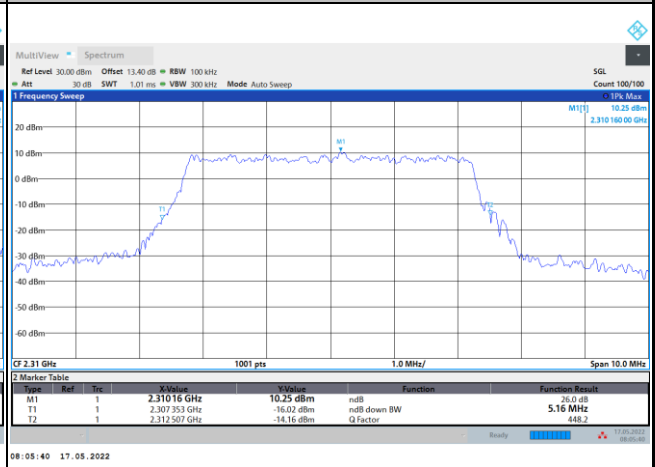 MultiView Spectrum
Ref Level 30.00 dBm Offset 13.40 dB RBW 100 kHz SGL
Att 30 dB SWT 1.01 ms VBW 300 kHz Mode Auto Sweep Count 100/100
1 Frequency Sweep 1Pk Max
M1[1] 10.25 dBm
2.310 160 00 GHz
20 dBm
M1
10 dBm
0 dBm
-10 dBm
T1
T2
-20 dBm
-30 dBm
-40 dBm
-50 dBm
-60 dBm
CF 2.31 GHz 1001 pts 1.0 MHz/ Span 10.0 MHz
2 Marker Table
Type Ref Trc X-Value Y-Value Function Function Result
M1 1 2.31016 GHz 10.25 dBm ndB 26.0 dB
T1 1 2.307353 GHz -16.02 dBm ndB down BW 5.16 MHz
T2 1 2.312507 GHz -14.16 dBm Q Factor 448.2
Ready 17.05.2022
08:05:40
08:05:40 17.05.2022